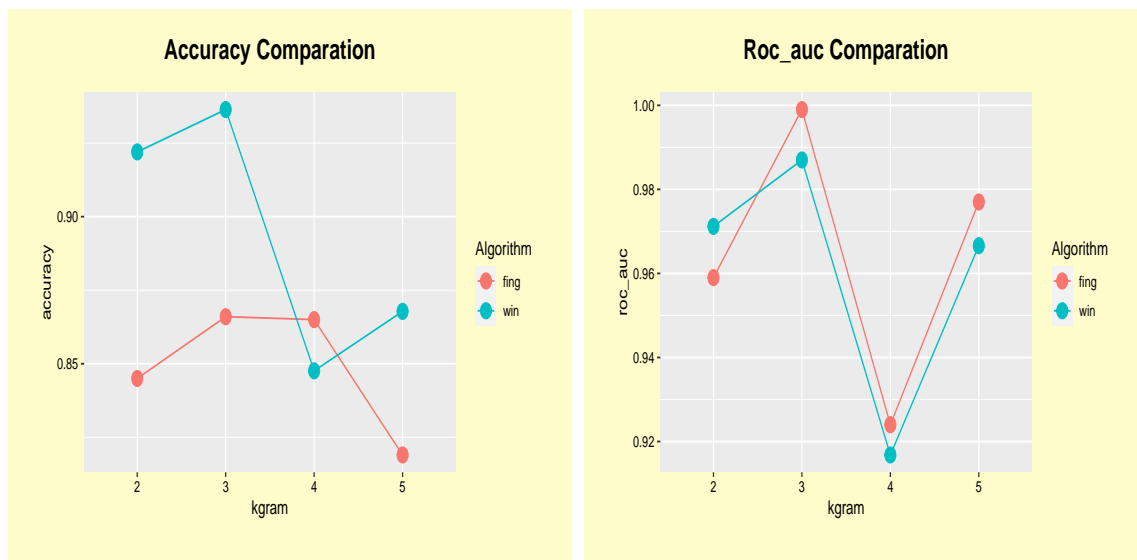 Accuracy Comparation
0.90
0.85
accuracy
2 3 4 5
kgram
Algorithm
fing
win
Roc_auc Comparation
1.00
0.98
0.96
0.94
0.92
roc_auc
2 3 4 5
kgram
Algorithm
fing
win